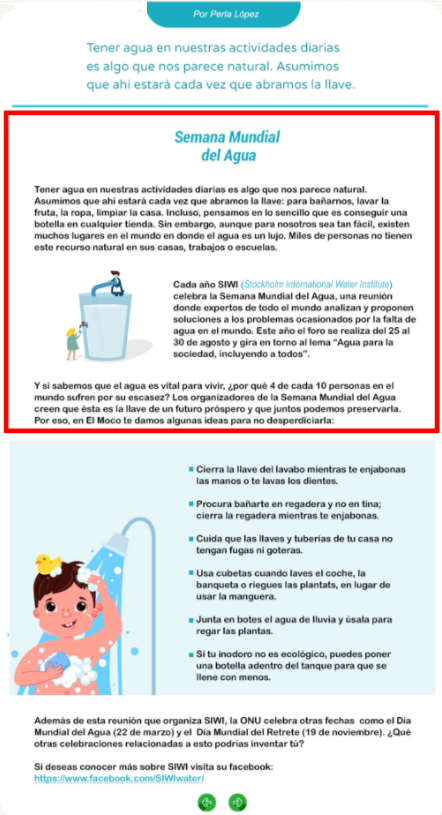 Por Perla López
Tener agua en nuestras actividades diarias
es algo que nos parece natural. Asumimos
que ahí estará cada vez que abramos la llave.
Semana Mundial
del Agua
Tener agua en nuestras actividades diarias es algo que nos parece natural.
Asumimos que ahí estará cada vez que abramos la llave: para bañarnos, lavar la
fruta, la ropa, limpiar la casa. Incluso, pensamos en lo sencillo que es conseguir una
botella en cualquier tienda. Sin embargo, aunque para nosotros sea tan fácil, existen
muchos lugares en el mundo en donde el agua es un lujo. Miles de personas no tienen
este recurso natural en sus casas, trabajos o escuelas.
Cada año SIWI (Stockholm International Water Institute)
celebra la Semana Mundial del Agua, una reunión
donde expertos de todo el mundo analizan y proponen
soluciones a los problemas ocasionados por la falta de
agua en el mundo. Este año el foro se realiza del 25 al
30 de agosto y gira en torno al lema “Agua para la
sociedad, incluyendo a todos”.
Y si sabemos que el agua es vital para vivir, ¿por qué 4 de cada 10 personas en el
mundo sufren por su escasez? Los organizadores de la Semana Mundial del Agua
creen que ésta es la llave de un futuro próspero y que juntos podemos preservarla.
Por eso, en El Moco te damos algunas ideas para no desperdiciarla:
Cierra la llave del lavabo mientras te enjabonas
las manos o te lavas los dientes.
Procura bañarte en regadera y no en tina;
cierra la regadera mientras te enjabonas.
Cuida que las llaves y tuberías de tu casa no
tengan fugas ni goteras.
Usa cubetas cuando laves el coche, la
banqueta o riegues las plantats, en lugar de
usar la manguera.
Junta en botes el agua de lluvia y úsala para
regar las plantas.
Si tu inodoro no es ecológico, puedes poner
una botella adentro del tanque para que se
llene con menos.
Además de esta reunión que organiza SIWI, la ONU celebra otras fechas como el Día
Mundial del Agua (22 de marzo) y el Día Mundial del Retrete (19 de noviembre). ¿Qué
otras celebraciones relacionadas a esto podrías inventar tú?
Si deseas conocer más sobre SIWI visita su facebook:
https://www.facebook.com/SIWIwater/